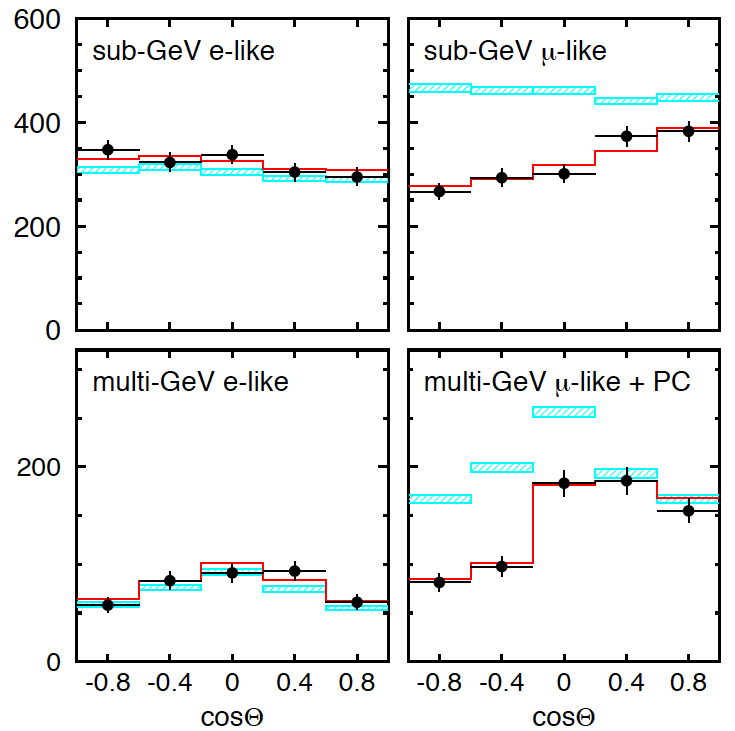 600
sub-GeV e-like
sub-GeV μ-like
400
200
0
multi-GeV e-like
multi-GeV μ-like + PC
200
0
-0.8 -0.4 0 0.4 0.8
-0.8 -0.4 0 0.4 0.8
cosΘ
cosΘ